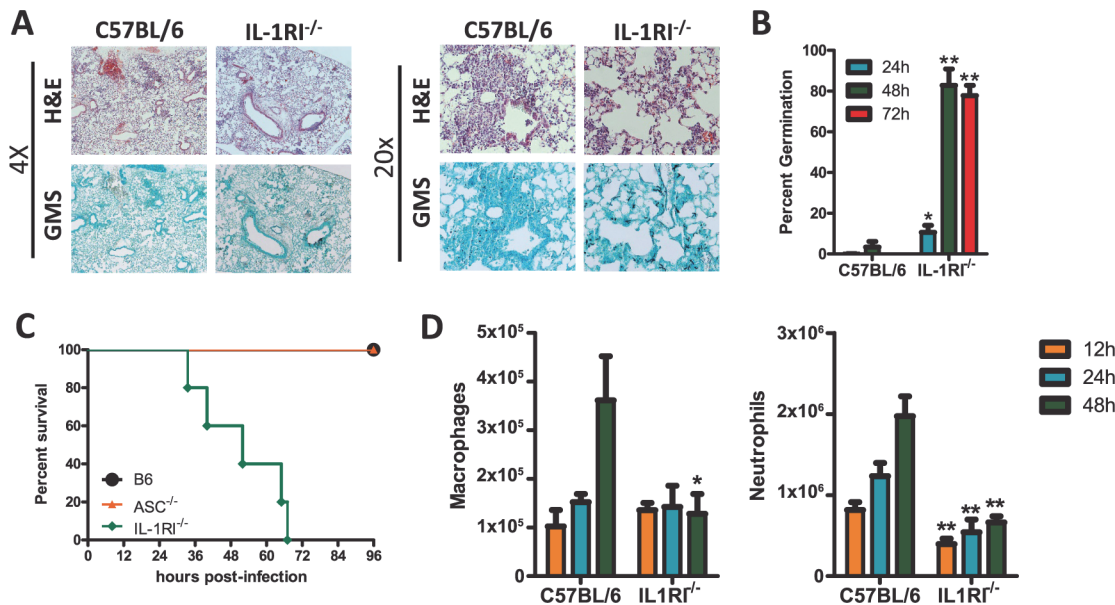 A
C57BL/6
IL-1RI-/-
C57BL/6
IL-1RI-/-
4X
H&E
GMS
20x
H&E
GMS
B
Percent Germination
100
80
60
40
20
0
24h
48h
72h
*
**
**
C57BL/6
IL-1RI-/-
C
Percent survival
100
80
60
40
20
0
B6
ASC-/-
IL-1RI-/-
0 12 24 36 48 60 72 84 96
hours post-infection
D
Macrophages
5x10⁵
4x10⁵
3x10⁵
2x10⁵
1x10⁵
0
*
C57BL/6
IL1RI-/-
Neutrophils
3x10⁶
2x10⁶
1x10⁶
0
**
**
**
C57BL/6
IL1RI-/-
12h
24h
48h